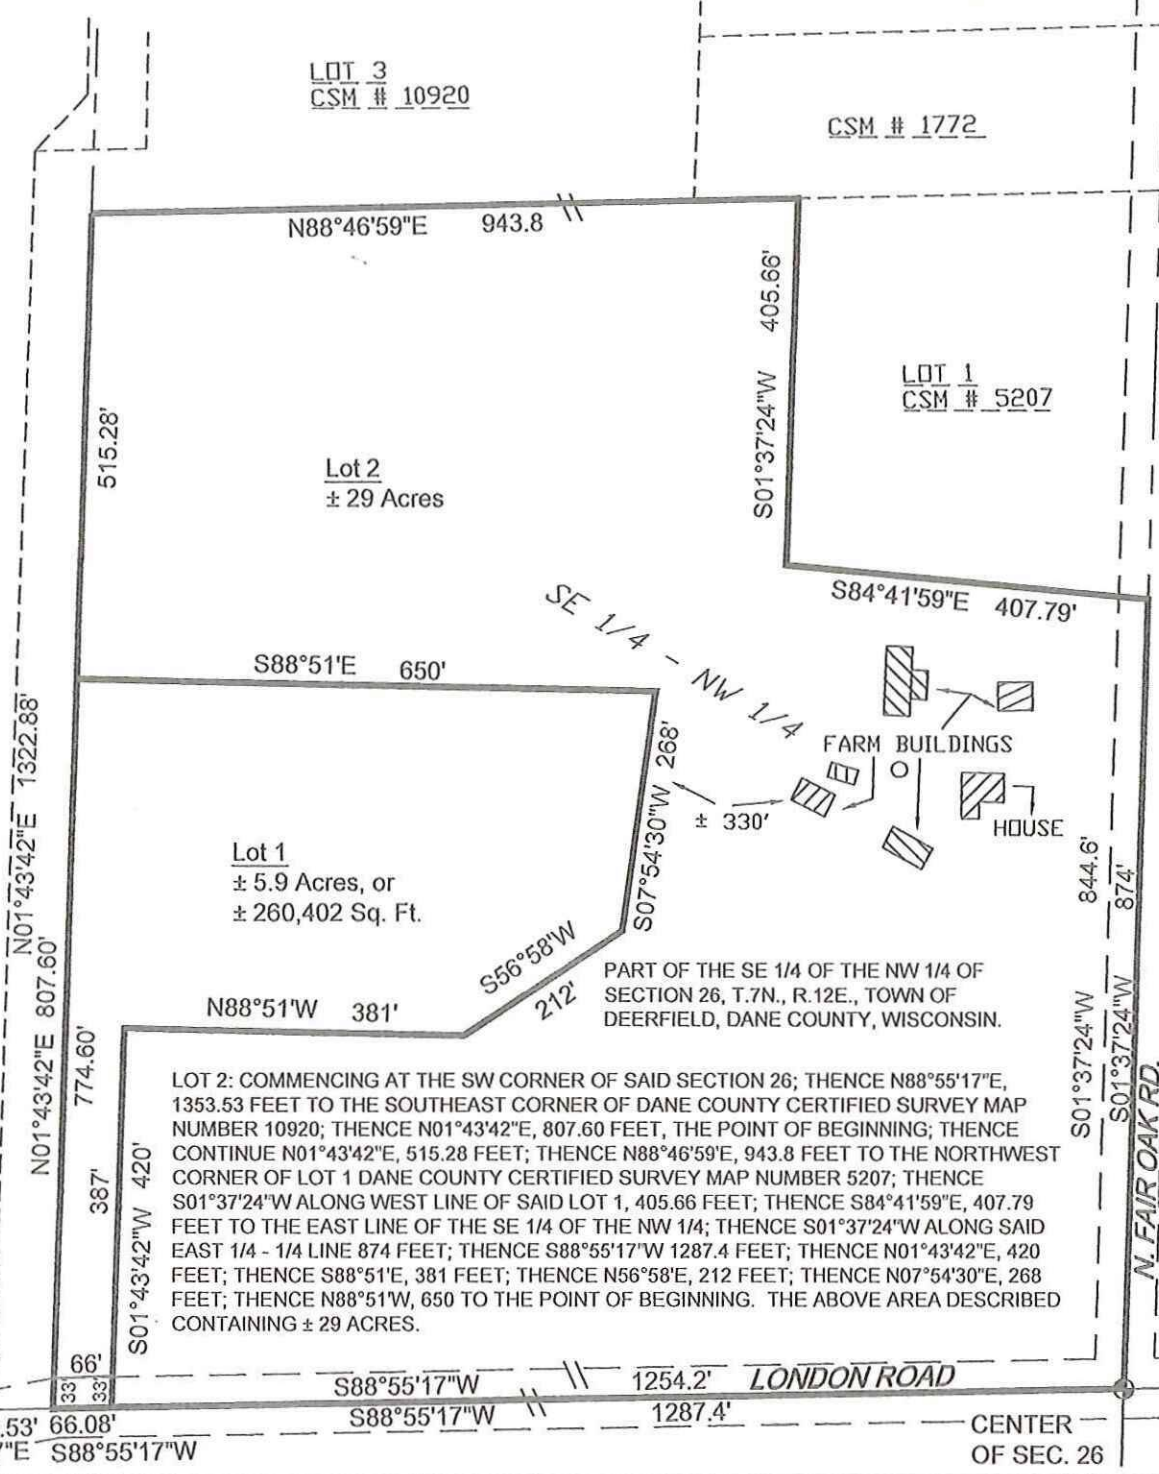 LOT 3
CSM # 10920
CSM # 1772
N88°46'59"E 943.8
405.66'
S01°37'24"W
LOT 1
CSM # 5207
515.28'
Lot 2
± 29 Acres
S84°41'59"E 407.79'
SE 1/4 - NW 1/4
S88°51'E 650'
268'
S07°54'30"W
FARM BUILDINGS
± 330'
HOUSE
N01°43'42"E 1322.88'
Lot 1
± 5.9 Acres, or
± 260,402 Sq. Ft.
844.6'
874'
S01°37'24"W
S01°37'24"W
N. FAIR OAK RD.
N01°43'42"E 807.60'
774.60'
S56°58'W
212'
N88°51'W 381'
PART OF THE SE 1/4 OF THE NW 1/4 OF
SECTION 26, T.7N., R.12E., TOWN OF
DEERFIELD, DANE COUNTY, WISCONSIN.
LOT 2: COMMENCING AT THE SW CORNER OF SAID SECTION 26; THENCE N88°55'17"E,
1353.53 FEET TO THE SOUTHEAST CORNER OF DANE COUNTY CERTIFIED SURVEY MAP
NUMBER 10920; THENCE N01°43'42"E, 807.60 FEET, THE POINT OF BEGINNING; THENCE
CONTINUE N01°43'42"E, 515.28 FEET; THENCE N88°46'59'E, 943.8 FEET TO THE NORTHWEST
CORNER OF LOT 1 DANE COUNTY CERTIFIED SURVEY MAP NUMBER 5207; THENCE
S01°37'24"W ALONG WEST LINE OF SAID LOT 1, 405.66 FEET; THENCE S84°41'59"E, 407.79
FEET TO THE EAST LINE OF THE SE 1/4 OF THE NW 1/4; THENCE S01°37'24"W ALONG SAID
EAST 1/4 - 1/4 LINE 874 FEET; THENCE S88°55'17"W 1287.4 FEET; THENCE N01°43'42"E, 420
FEET; THENCE S88°51'E, 381 FEET; THENCE N56°58'E, 212 FEET; THENCE N07°54'30"E, 268
FEET; THENCE N88°51'W, 650 TO THE POINT OF BEGINNING. THE ABOVE AREA DESCRIBED
CONTAINING ± 29 ACRES.
387'
S01°43'42"W 420'
66'
33' 33'
S88°55'17"W 1254.2' LONDON ROAD
S88°55'17"W 1287.4'
.53' 66.08'
"E S88°55'17"W
CENTER
OF SEC. 26